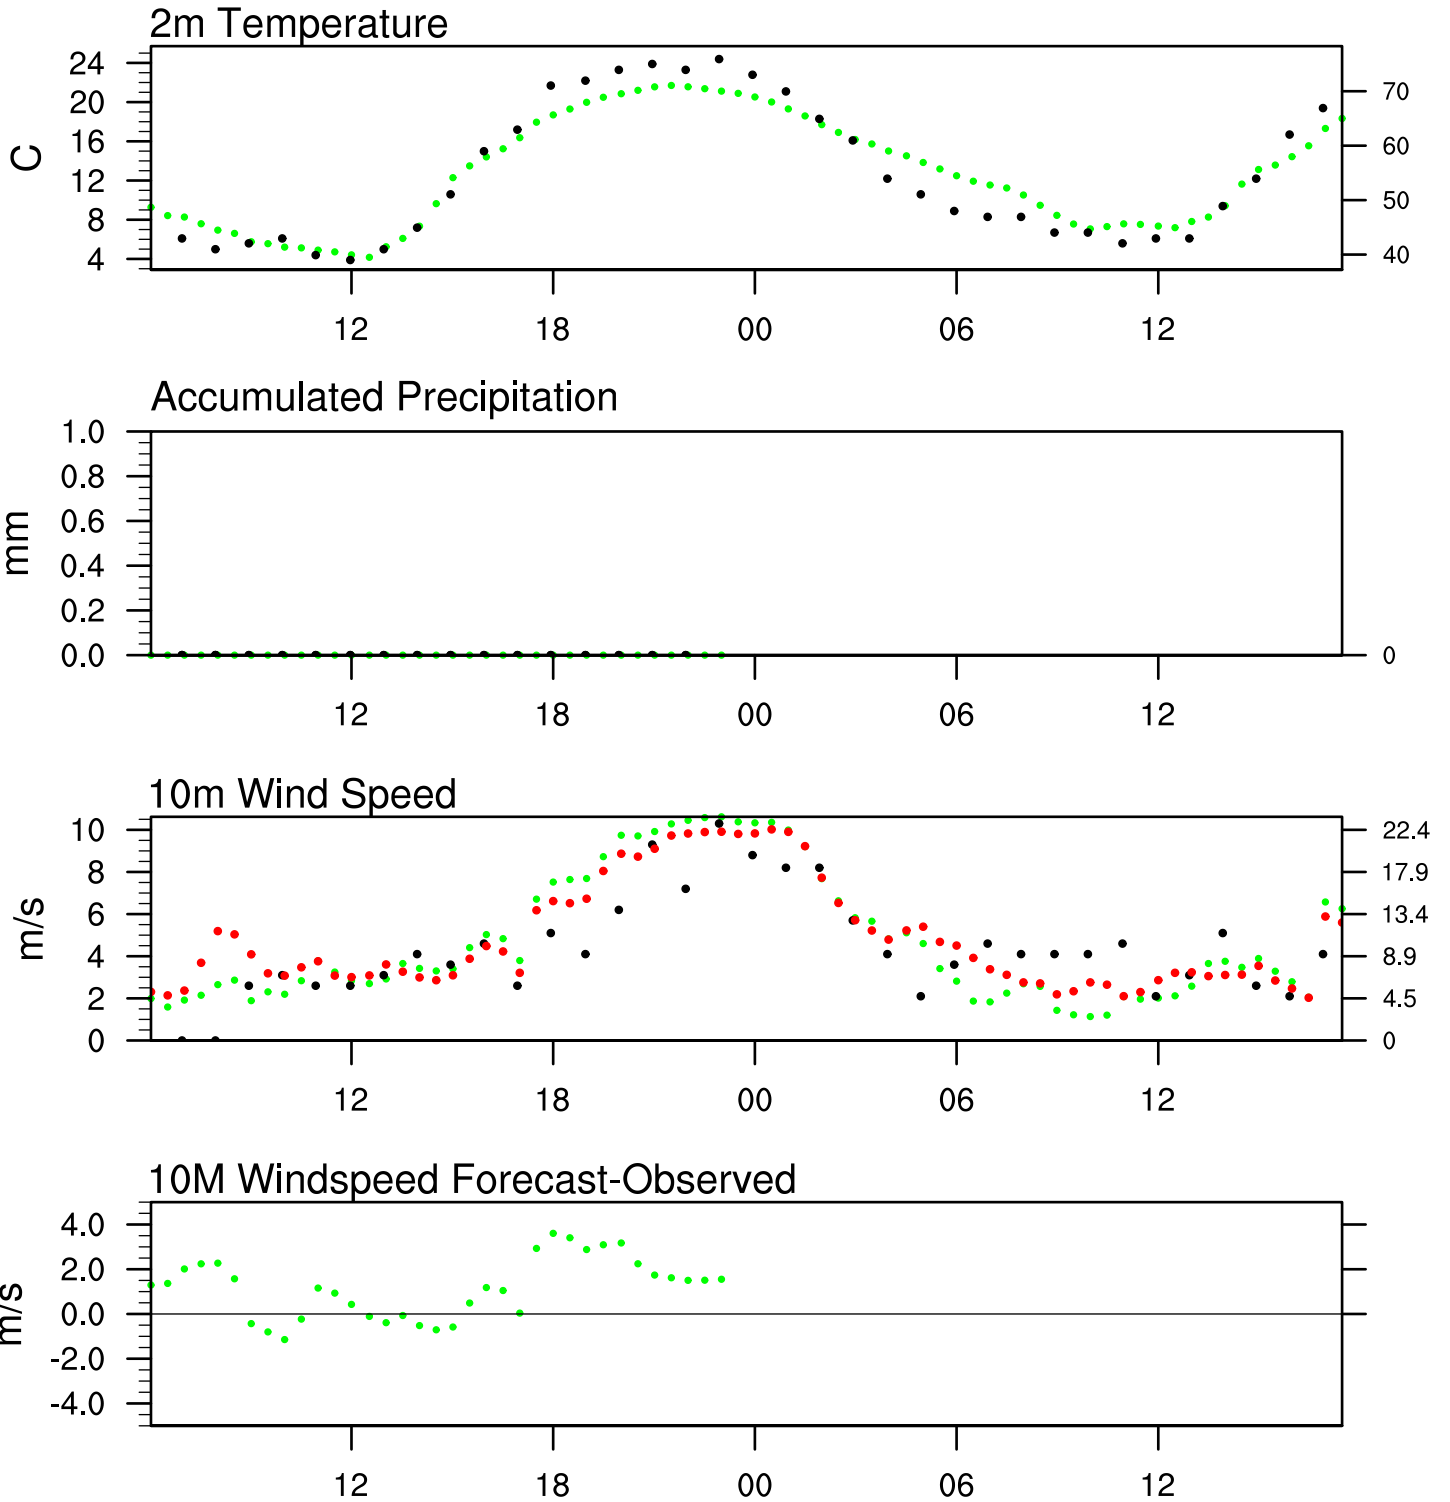 2m Temperature
24
20
16
12
8
4
C
70
60
50
40
12 18 00 06 12
Accumulated Precipitation
1.0
0.8
0.6
0.4
0.2
0.0
mm
0
12 18 00 06 12
10m Wind Speed
10
8
6
4
2
0
m/s
22.4
17.9
13.4
8.9
4.5
0
12 18 00 06 12
10M Windspeed Forecast-Observed
4.0
2.0
0.0
-2.0
-4.0
m/s
12 18 00 06 12